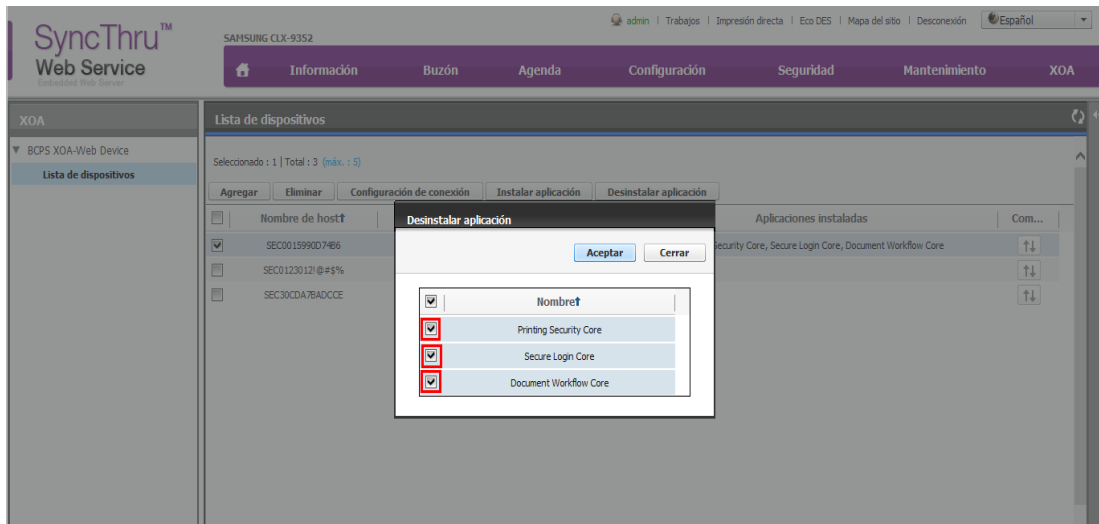 SyncThru™
Web Service
Embedded Web Server
SAMSUNG CLX-9352
admin | Trabajos | Impresión directa | Eco DES | Mapa del sitio | Desconexión
Español
Información Buzón Agenda Configuración Seguridad Mantenimiento XOA
XOA
BCPS XOA-Web Device
Lista de dispositivos
Lista de dispositivos
Seleccionado : 1 | Total : 3 (máx. : 5)
Agregar Eliminar Configuración de conexión Instalar aplicación Desinstalar aplicación
Nombre de host Aplicaciones instaladas Com...
SEC0015990D74B6 Security Core, Secure Login Core, Document Workflow Core
SEC0123012!@#$%
SEC30CDA7BADCCE
Desinstalar aplicación
Aceptar Cerrar
Nombre
Printing Security Core
Secure Login Core
Document Workflow Core